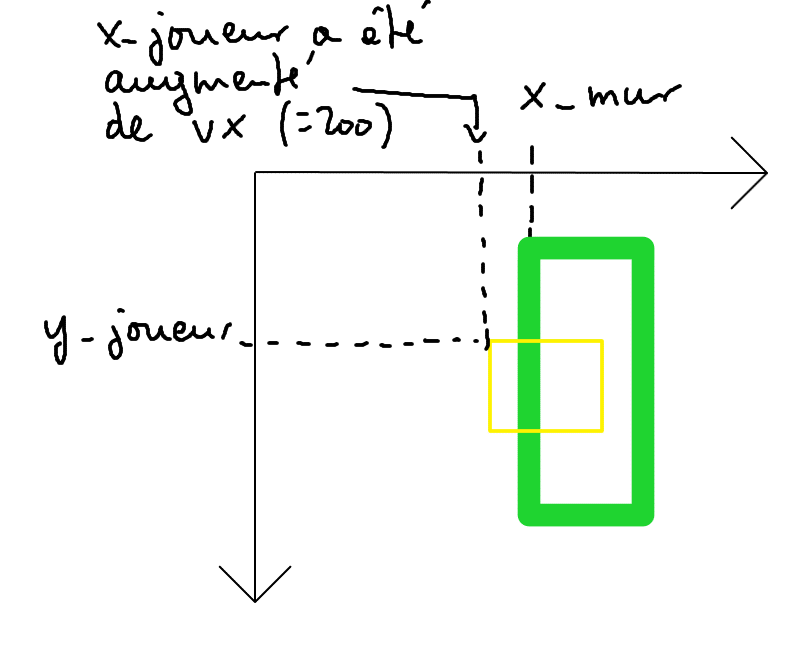 x_joueur a été
augmenté
de vx (=200)
x_mur
y_joueur